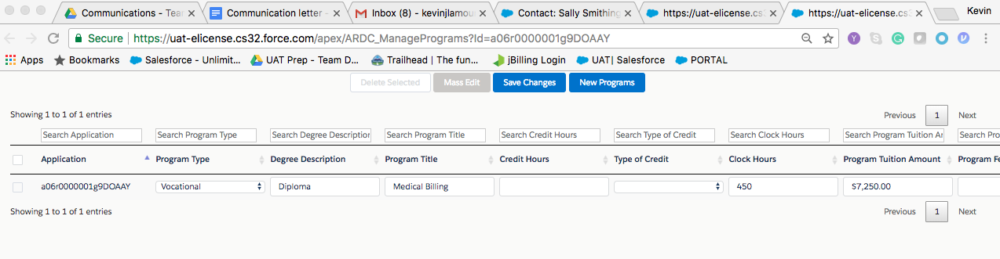 Communications - Tear
Communication letter -
Inbox (8) - kevinjlamour
Contact: Sally Smithing
https://uat-elicense.cs3
https://uat-elicense.cs3
Kevin
Secure https://uat-elicense.cs32.force.com/apex/ARDC_ManagePrograms?Id=a06r0000001g9DOAAY
Apps Bookmarks Salesforce - Unlimit... UAT Prep - Team D... Trailhead | The fun... jBilling Login UAT| Salesforce PORTAL
Delete Selected Mass Edit Save Changes New Programs
Showing 1 to 1 of 1 entries Previous 1 Next
Search Application Search Program Type Search Degree Description Search Program Title Search Credit Hours Search Type of Credit Search Clock Hours Search Program Tuition Ar Search Pro
Application Program Type Degree Description Program Title Credit Hours Type of Credit Clock Hours Program Tuition Amount Program Fe
a06r0000001g9DOAAY Vocational Diploma Medical Billing 450 $7,250.00
Showing 1 to 1 of 1 entries Previous 1 Next